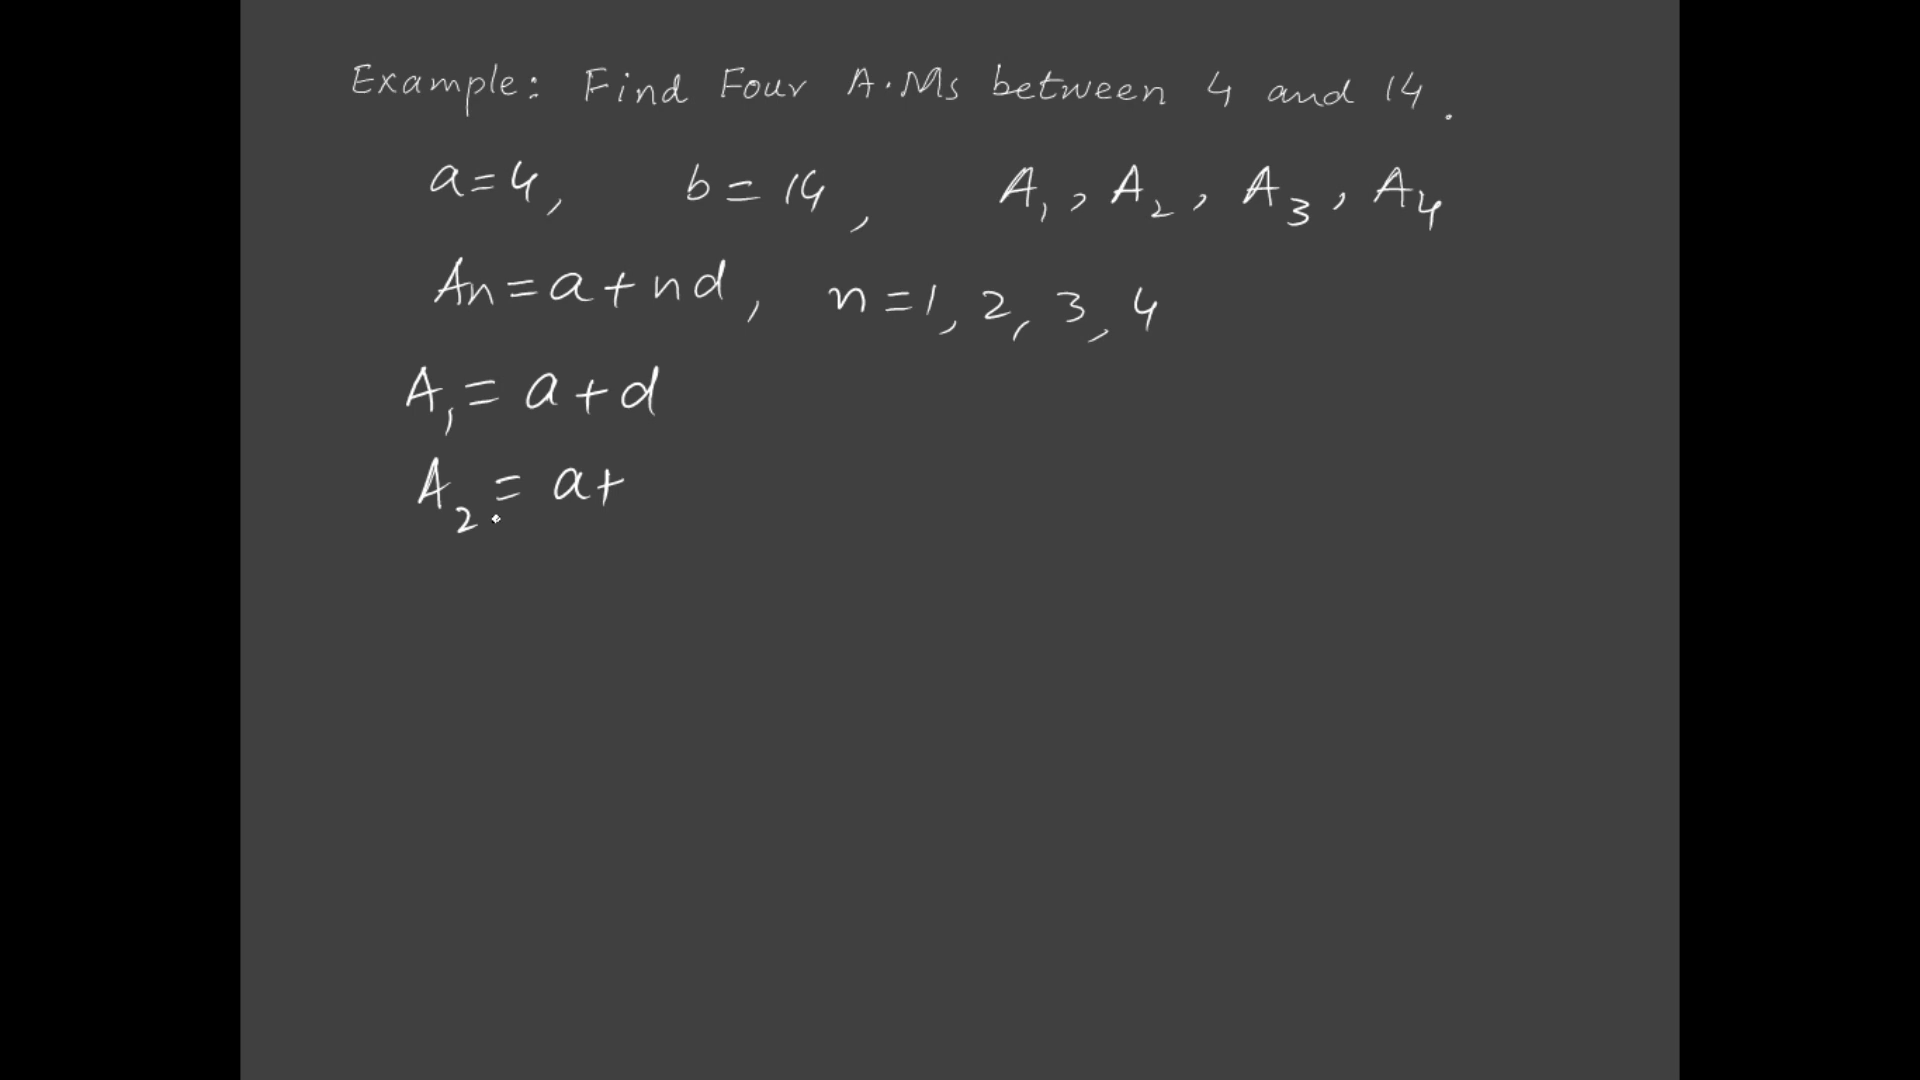 Example: Find Four A.Ms between 4 and 14.
a=4, b=14, A₁, A₂, A₃, A₄
An=a+nd, n=1, 2, 3, 4
A₁= a+d
A₂= a+